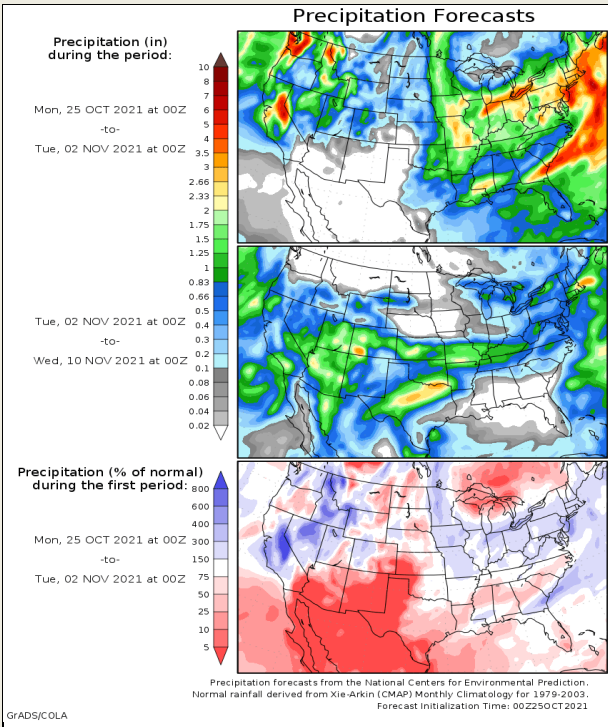 Precipitation Forecasts
Precipitation (in)
during the period:
Mon, 25 OCT 2021 at 00Z
-to-
Tue, 02 NOV 2021 at 00Z
10
8
7
6
5
4
3.5
3
2.66
2.33
2
1.75
1.5
1.25
1
0.83
0.66
0.5
0.4
0.3
0.2
0.1
0.08
0.06
0.04
0.02
Tue, 02 NOV 2021 at 00Z
-to-
Wed, 10 NOV 2021 at 00Z
Precipitation (% of normal)
during the first period:
Mon, 25 OCT 2021 at 00Z
-to-
Tue, 02 NOV 2021 at 00Z
800
600
400
300
150
75
50
25
10
5
Precipitation forecasts from the National Centers for Environmental Prediction.
Normal rainfall derived from Xie-Arkin (CMAP) Monthly Climatology for 1979-2003.
Forecast Initialization Time: 00Z25OCT2021
GrADS/COLA